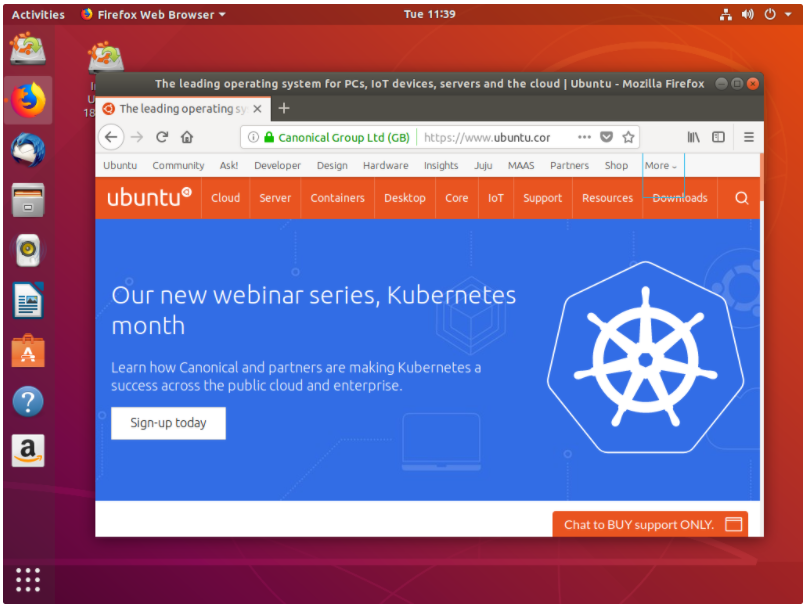 Activities Firefox Web Browser Tue 11:39
The leading operating system for PCs, IoT devices, servers and the cloud | Ubuntu - Mozilla Firefox
The leading operating sy
Canonical Group Ltd (GB) https://www.ubuntu.cor
Ubuntu Community Ask! Developer Design Hardware Insights Juju MAAS Partners Shop More
ubuntu Cloud Server Containers Desktop Core IoT Support Resources Downloads
Our new webinar series, Kubernetes
month
Learn how Canonical and partners are making Kubernetes a
success across the public cloud and enterprise.
Sign-up today
Chat to BUY support ONLY.
I
U
18
A
?
a